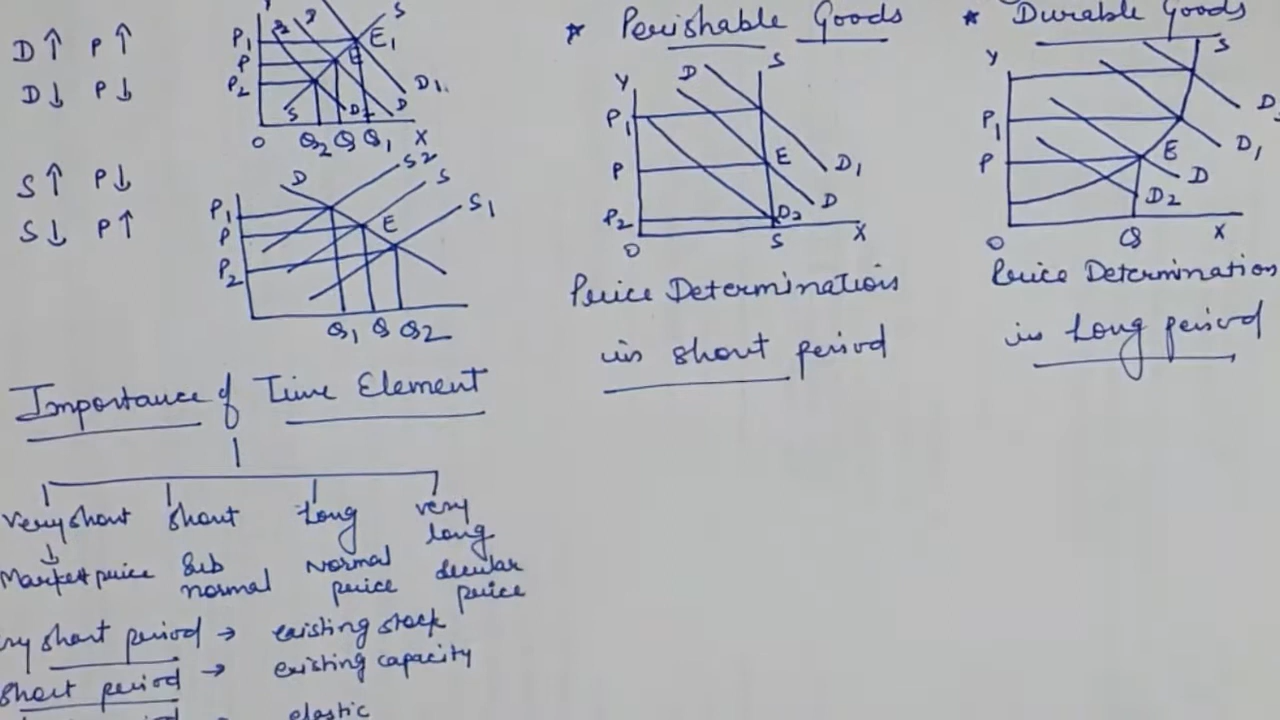 D↑ P↑
D↓ P↓
P1
P
P2
D
S
E1
E
D1
S
D2
D
O Q2 Q Q1 X
S↑ P↓
S↓ P↑
D
S2
S
S1
P1
P
P2
E
Q1 Q Q2
* Perishable Goods
Y
D
S
P1
P
P2
E
D1
D
D2
O S X
Price Determination
in short period
* Durable Goods
Y
S
P1
P
E
D1
D
D2
O Q X
Price Determination
in Long period
Importance of Time Element
Very short short Long very long
↓
Market price Sub normal Normal price secular price
short period → existing stock
short period → existing capacity
elastic